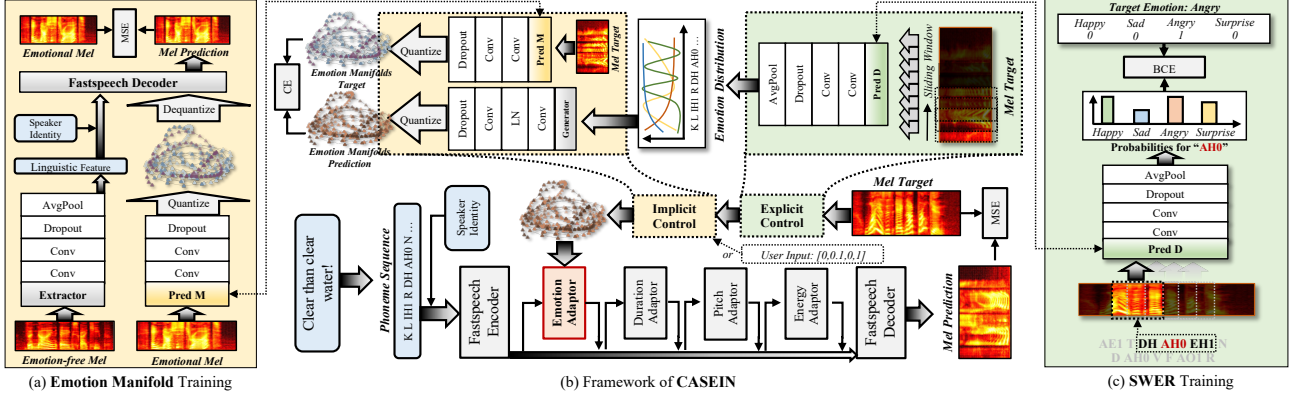 Emotional Mel
MSE
Mel Prediction
Fastspeech Decoder
Speaker
Identity
Dequantize
Linguistic Feature
AvgPool
Dropout
Conv
Conv
Extractor
Quantize
Dropout
Conv
Conv
Pred M
Emotion-free Mel
Emotional Mel
(a) Emotion Manifold Training
CE
Emotion Manifolds
Target
Emotion Manifolds
Prediction
Quantize
Dropout
Conv
Conv
Pred M
Mel Target
Quantize
Dropout
Conv
LN
Conv
Generator
K L IH1 R DH AH0 ...
Emotion Distribution
AvgPool
Dropout
Conv
Conv
Pred D
Sliding Window
Mel Target
Clear than clear
water!
Phoneme Sequence
K L IH1 R DH AH0 N ...
Speaker
Identity
Implicit
Control
Explicit
Control
Mel Target
MSE
or
User Input: [0,0.1,0,1]
Fastspeech
Encoder
Emotion
Adaptor
Duration
Adaptor
Pitch
Adaptor
Energy
Adaptor
Fastspeech
Decoder
Mel Prediction
(b) Framework of CASEIN
Target Emotion: Angry
Happy Sad Angry Surprise
0 0 1 0
BCE
Happy Sad Angry Surprise
Probabilities for “AH0”
AvgPool
Dropout
Conv
Conv
Pred D
AE1 T DH AH0 EH1 N
D AH0 V F AO1 R
(c) SWER Training